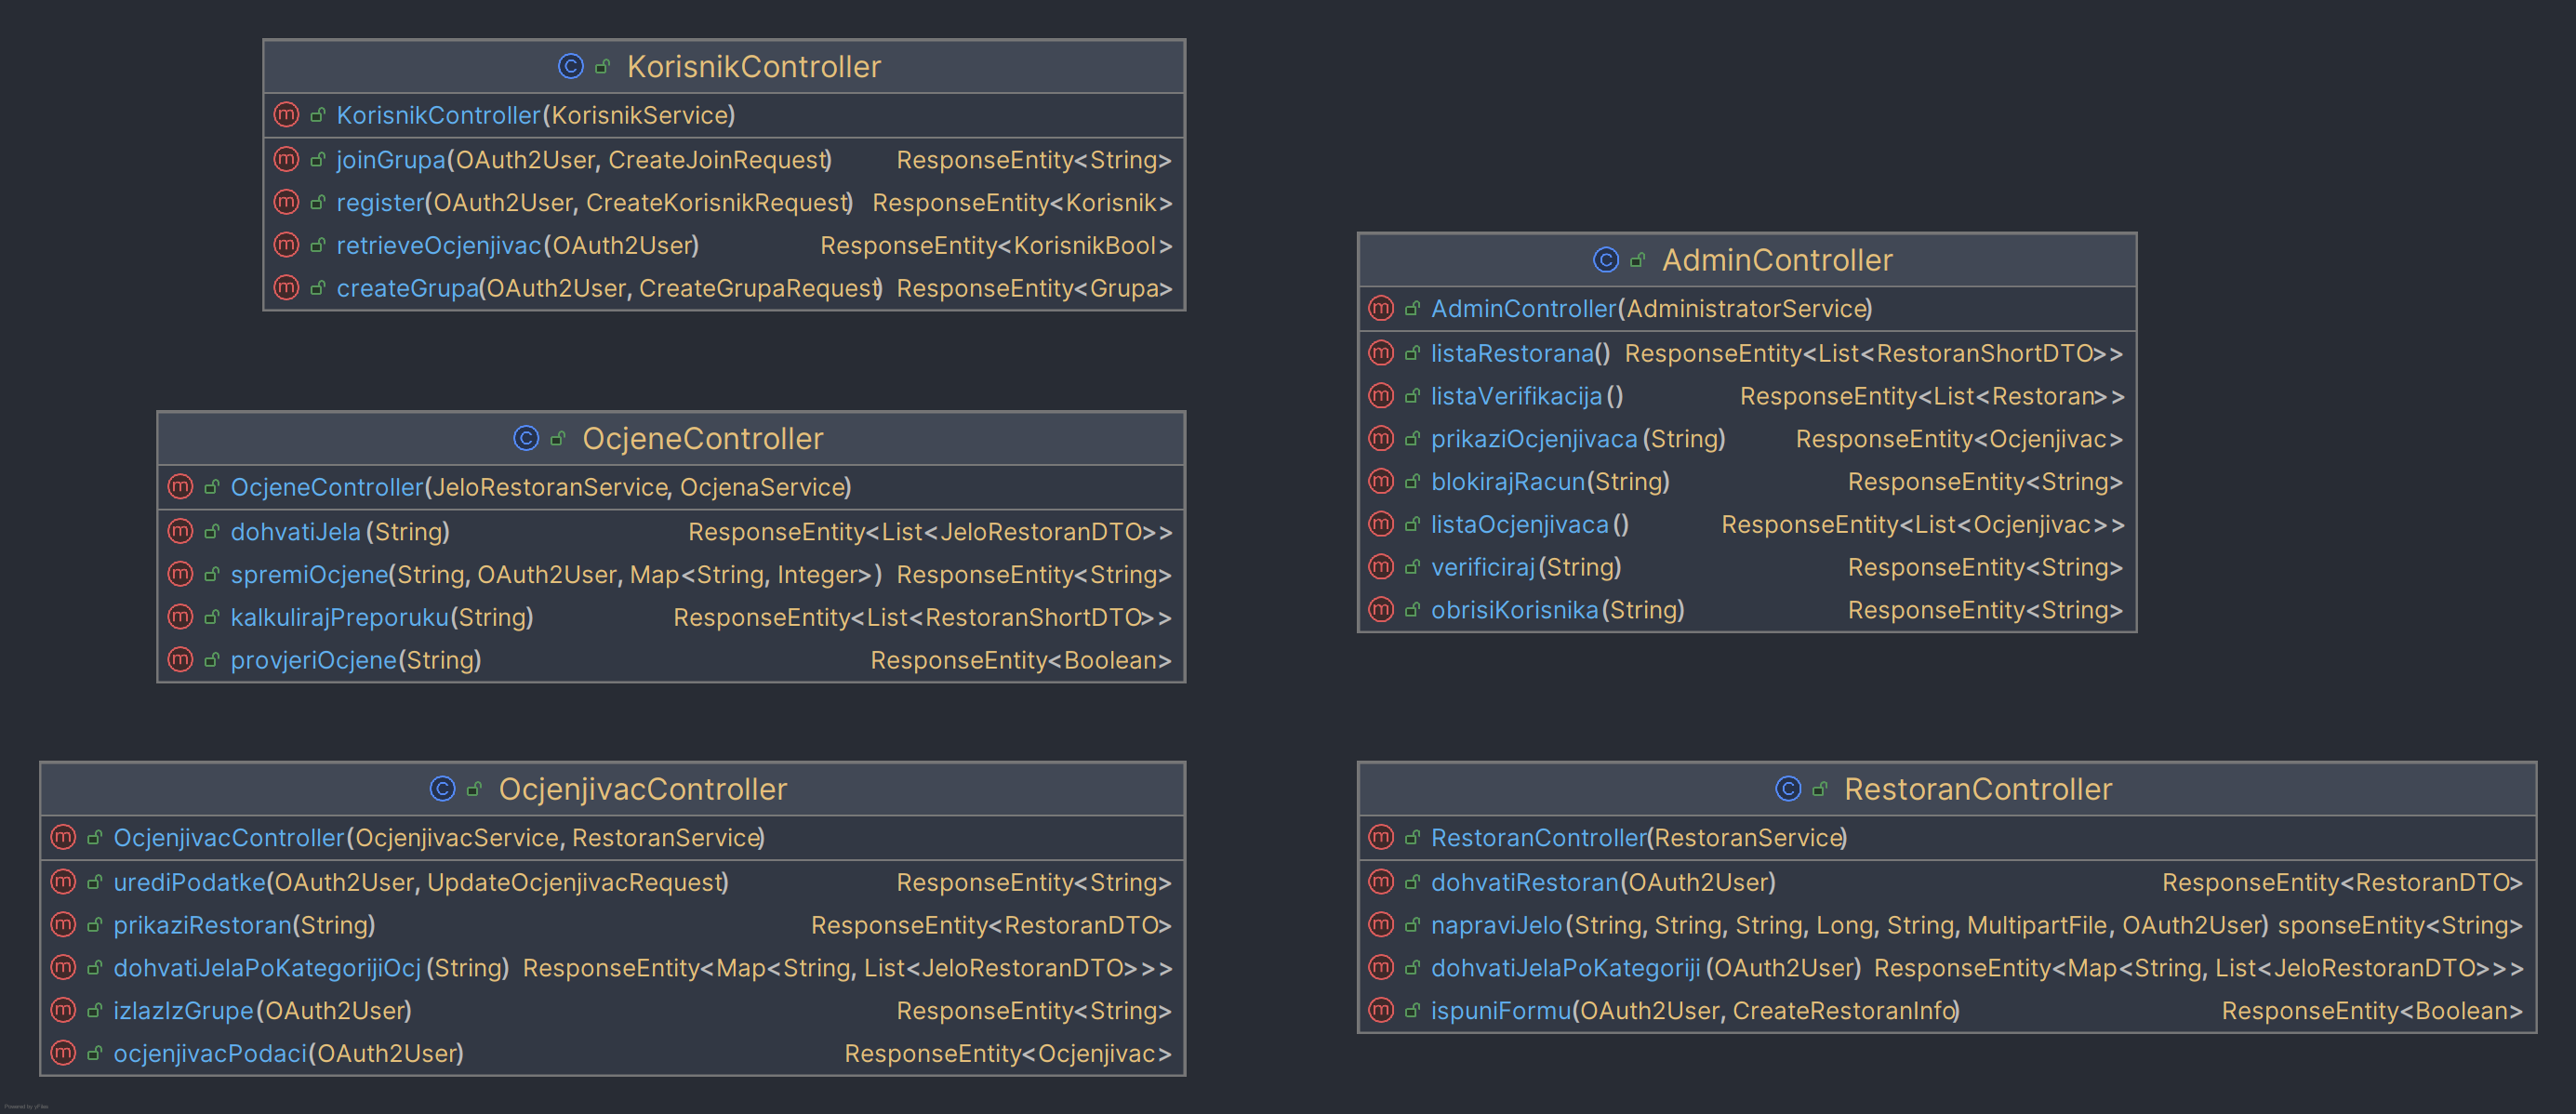 KorisnikController
KorisnikController(KorisnikService)
joinGrupa(OAuth2User, CreateJoinRequest) ResponseEntity<String>
register(OAuth2User, CreateKorisnikRequest) ResponseEntity<Korisnik>
retrieveOcjenjivac(OAuth2User) ResponseEntity<KorisnikBool>
createGrupa(OAuth2User, CreateGrupaRequest) ResponseEntity<Grupa>
AdminController
AdminController(AdministratorService)
listaRestorana() ResponseEntity<List<RestoranShortDTO>>
listaVerifikacija() ResponseEntity<List<Restoran>>
prikaziOcjenjivaca(String) ResponseEntity<Ocjenjivac>
blokirajRacun(String) ResponseEntity<String>
listaOcjenjivaca() ResponseEntity<List<Ocjenjivac>>
verificiraj(String) ResponseEntity<String>
obrisiKorisnika(String) ResponseEntity<String>
OcjeneController
OcjeneController(JeloRestoranService, OcjenaService)
dohvatiJela(String) ResponseEntity<List<JeloRestoranDTO>>
spremiOcjene(String, OAuth2User, Map<String, Integer>) ResponseEntity<String>
kalkulirajPreporuku(String) ResponseEntity<List<RestoranShortDTO>>
provjeriOcjene(String) ResponseEntity<Boolean>
OcjenjivacController
OcjenjivacController(OcjenjivacService, RestoranService)
urediPodatke(OAuth2User, UpdateOcjenjivacRequest) ResponseEntity<String>
prikaziRestoran(String) ResponseEntity<RestoranDTO>
dohvatiJelaPoKategorijiOcj(String) ResponseEntity<Map<String, List<JeloRestoranDTO>>>
izlazIzGrupe(OAuth2User) ResponseEntity<String>
ocjenjivacPodaci(OAuth2User) ResponseEntity<Ocjenjivac>
RestoranController
RestoranController(RestoranService)
dohvatiRestoran(OAuth2User) ResponseEntity<RestoranDTO>
napraviJelo(String, String, String, Long, String, MultipartFile, OAuth2User) sponseEntity<String>
dohvatiJelaPoKategoriji(OAuth2User) ResponseEntity<Map<String, List<JeloRestoranDTO>>>
ispuniFormu(OAuth2User, CreateRestoranInfo) ResponseEntity<Boolean>
Powered by yFiles